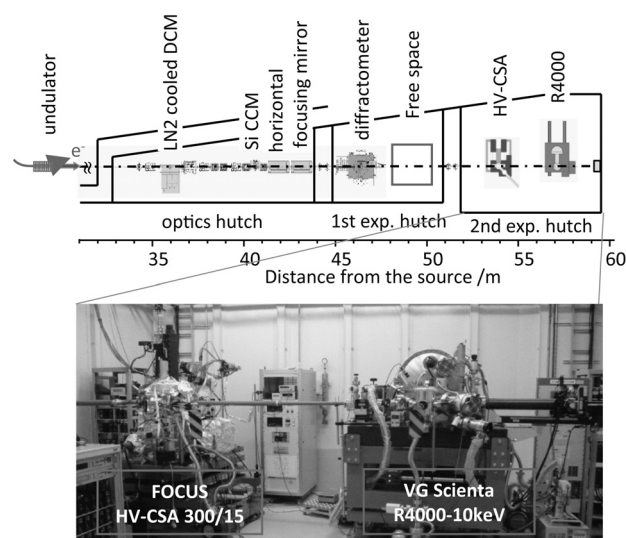 undulator
LN2 cooled DCM
Si CCM
horizontal
focusing mirror
diffractometer
Free space
HV-CSA
R4000
e-
optics hutch
1st exp. hutch
2nd exp. hutch
35
40
45
50
55
60
Distance from the source /m
FOCUS
HV-CSA 300/15
VG Scienta
R4000-10keV